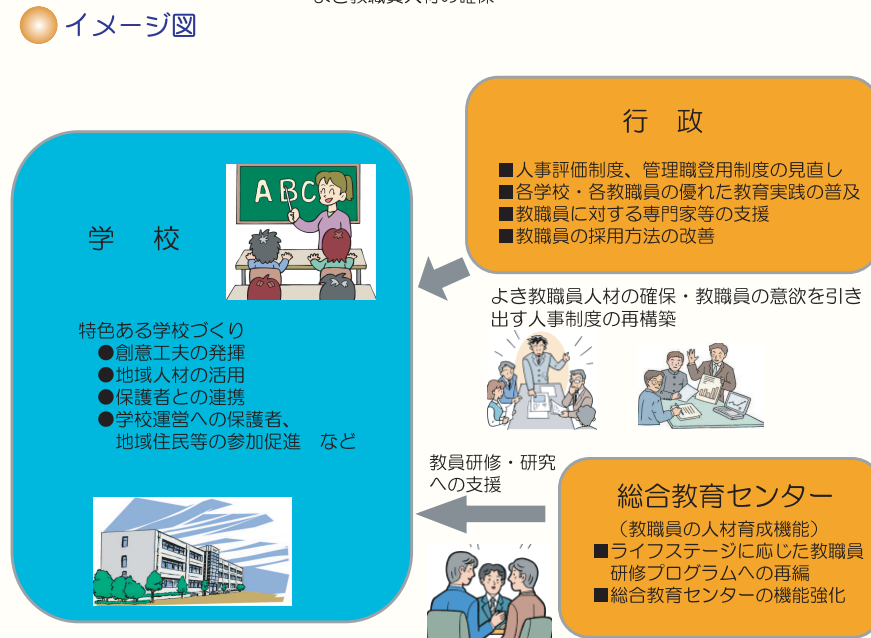 よき教職員人材の確保
イメージ図
行　政
■人事評価制度、管理職登用制度の見直し
■各学校・各教職員の優れた教育実践の普及
■教職員に対する専門家等の支援
■教職員の採用方法の改善
学　校
ABC
特色ある学校づくり
●創意工夫の発揮
●地域人材の活用
●保護者との連携
●学校運営への保護者、
地域住民等の参加促進　など
よき教職員人材の確保・教職員の意欲を引き
出す人事制度の再構築
教員研修・研究
への支援
総合教育センター
（教職員の人材育成機能）
■ライフステージに応じた教職員
研修プログラムへの再編
■総合教育センターの機能強化